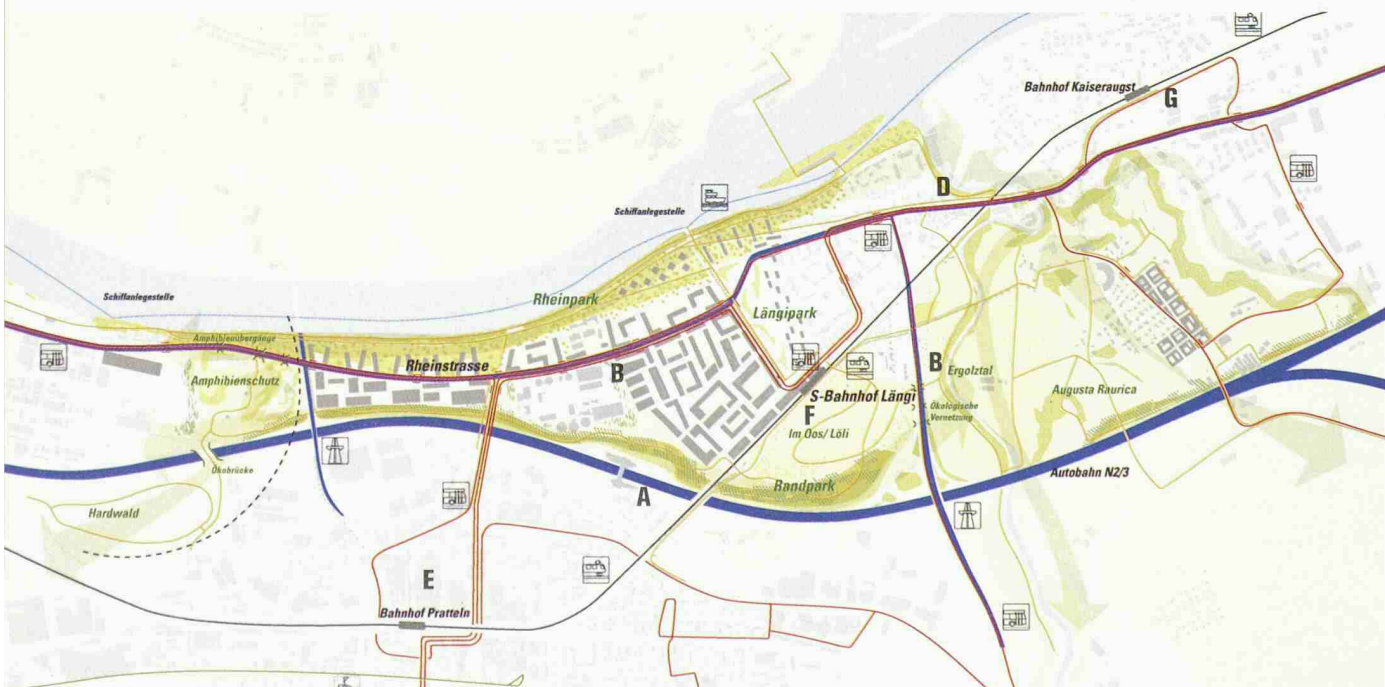 Bahnhof Kaiseraugst
G
D
Schiffanlegestelle
Schiffanlegestelle
Rheinpark
Längipark
Amphibienübergänge
Rheinstrasse
B
B
Ergolztal
Amphibienschutz
S-Bahnhof Längi
Augusta Raurica
F
Ökologische
Vernetzung
Im Oos/ Löli
Ökobrücke
Autobahn N2/3
Randpark
A
Hardwald
E
Bahnhof Pratteln